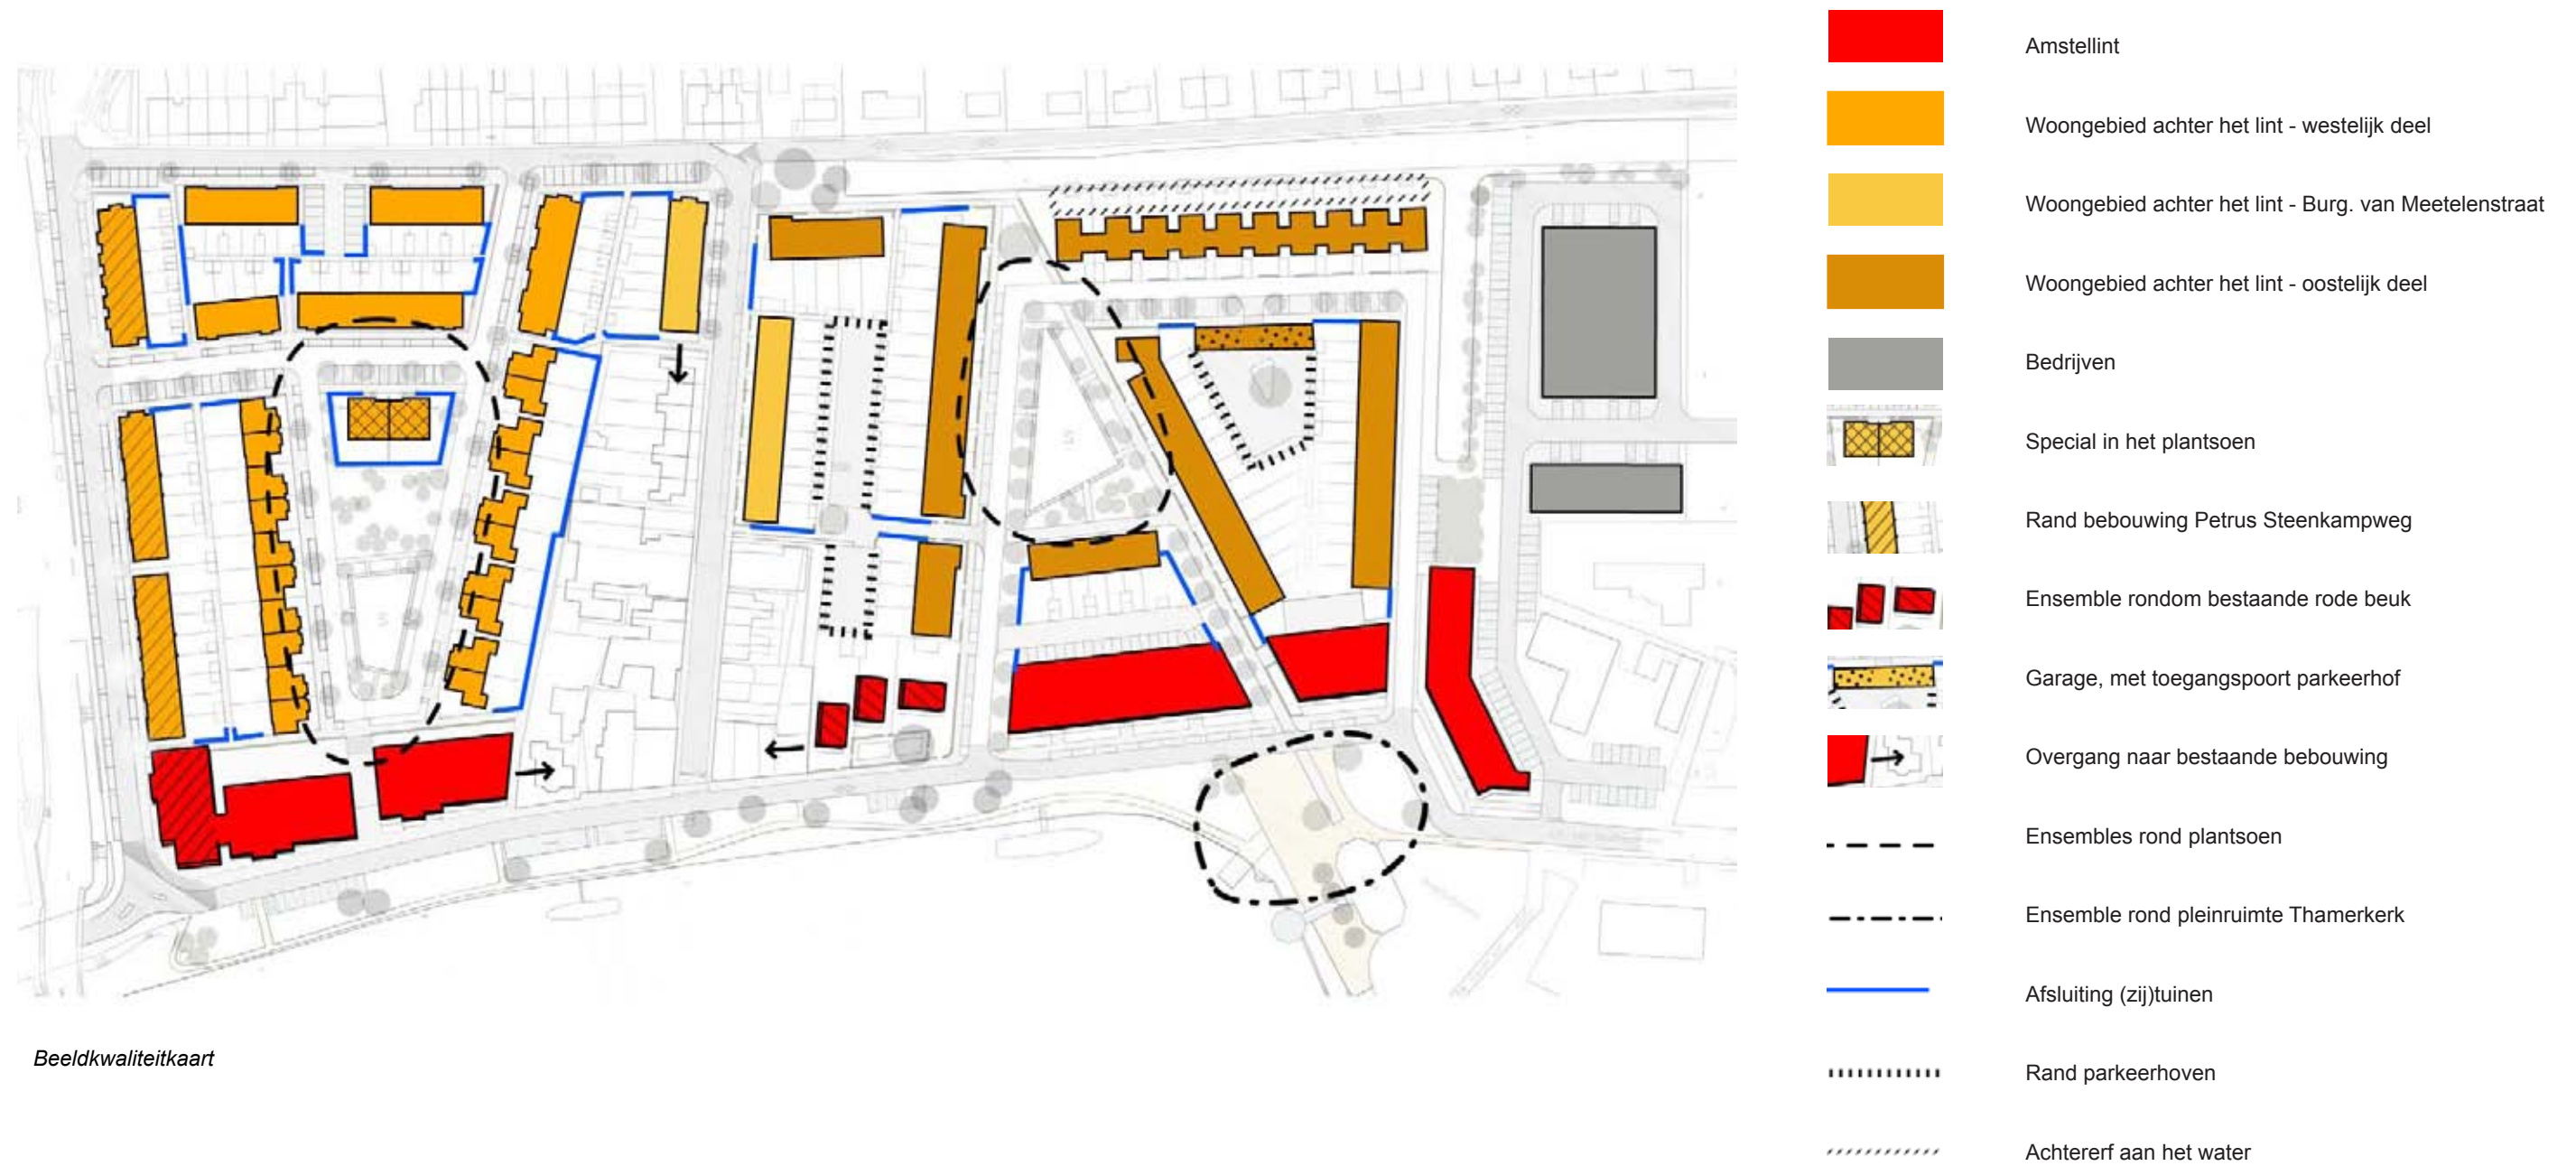 Amstellint
Woongebied achter het lint - westelijk deel
Woongebied achter het lint - Burg. van Meetelenstraat
Woongebied achter het lint - oostelijk deel
Bedrijven
Special in het plantsoen
Rand bebouwing Petrus Steenkampweg
Ensemble rondom bestaande rode beuk
Garage, met toegangspoort parkeerhof
Overgang naar bestaande bebouwing
Ensembles rond plantsoen
Ensemble rond pleinruimte Thamerkerk
Afsluiting (zij)tuinen
Rand parkeerhoven
Achtererf aan het water
Beeldkwaliteitkaart